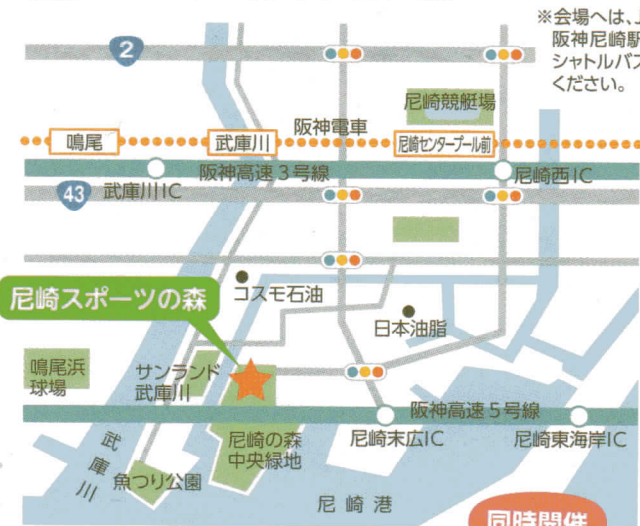 ※会場へは、J
阪神尼崎駅
シャトルバス
ください。
2
尼崎競艇場
阪神電車
鳴尾
武庫川
尼崎センタープール前
阪神高速3号線
43
武庫川IC
尼崎西IC
コスモ石油
尼崎スポーツの森
日本油脂
鳴尾浜
球場
サンランド
武庫川
阪神高速5号線
武庫川
尼崎の森
中央緑地
尼崎末広IC
尼崎東海岸IC
魚つり公園
尼崎港
同時開催